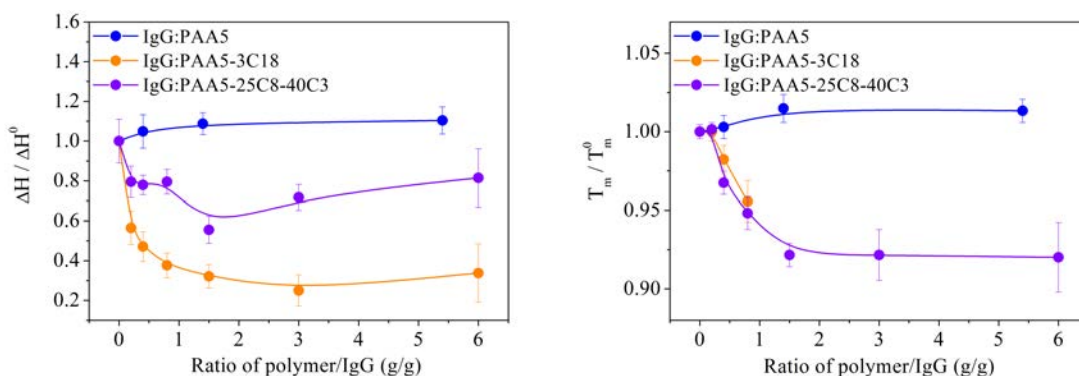 1.6
1.4
1.2
1.0
0.8
0.6
0.4
0.2
ΔH / ΔH⁰
IgG:PAA5
IgG:PAA5-3C18
IgG:PAA5-25C8-40C3
0 1 2 3 4 5 6
Ratio of polymer/IgG (g/g)
1.05
1.00
0.95
0.90
Tₘ / T⁰ₘ
IgG:PAA5
IgG:PAA5-3C18
IgG:PAA5-25C8-40C3
0 1 2 3 4 5 6
Ratio of polymer/IgG (g/g)